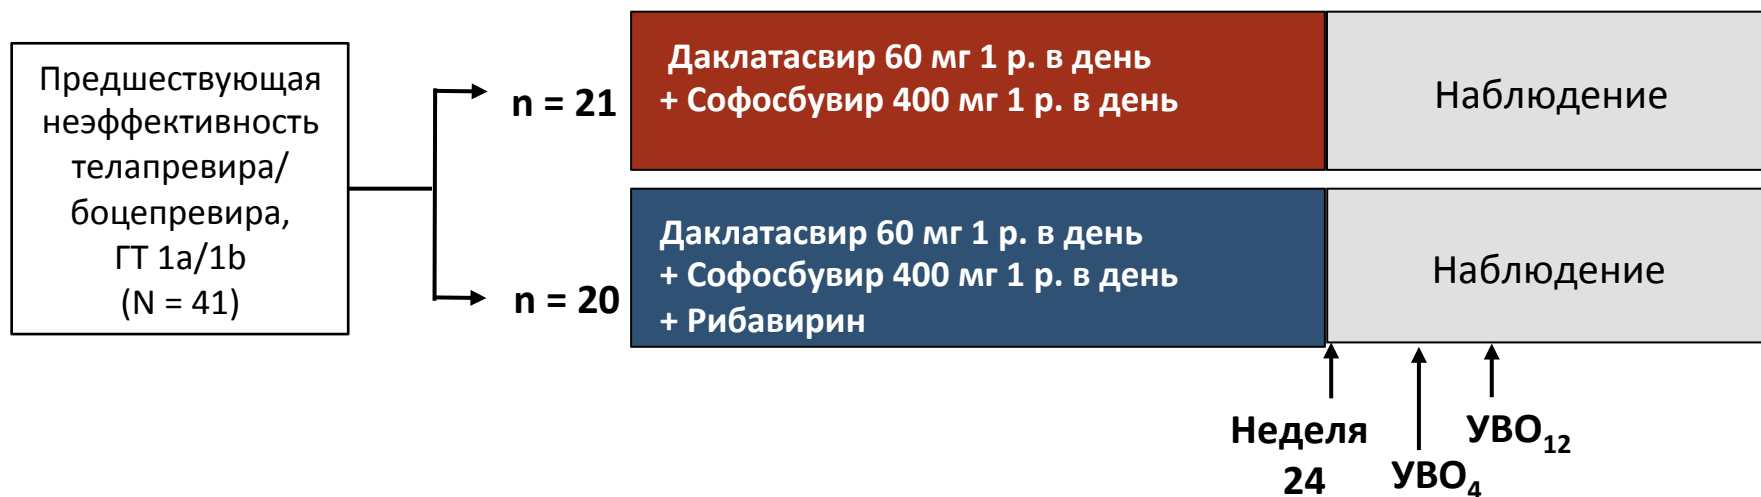 Предшествующая
неэффективность
телапревира/
боцепревира,
ГТ 1a/1b
(N = 41)
n = 21
Даклатасвир 60 мг 1 р. в день
+ Софосбувир 400 мг 1 р. в день
Наблюдение
n = 20
Даклатасвир 60 мг 1 р. в день
+ Софосбувир 400 мг 1 р. в день
+ Рибавирин
Наблюдение
Неделя
24
УВО4
УВО12